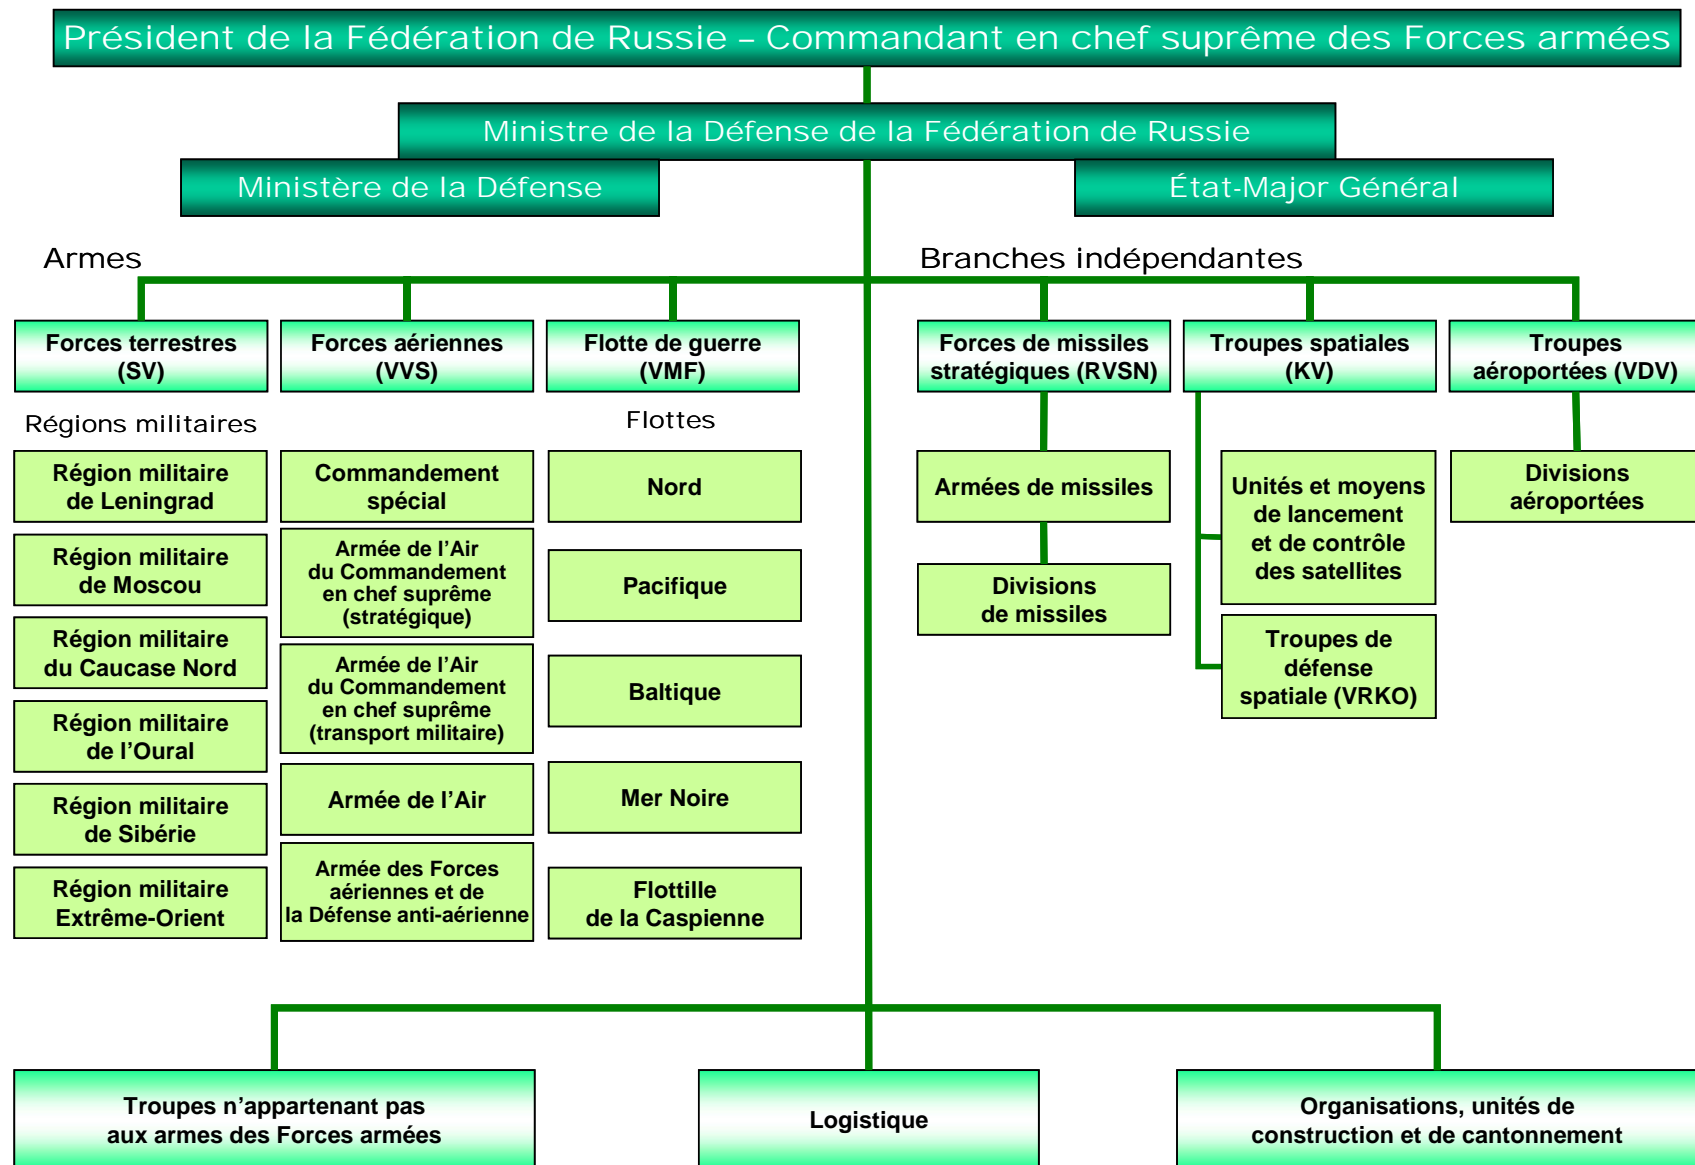 Président de la Fédération de Russie – Commandant en chef suprême des Forces armées
Ministre de la Défense de la Fédération de Russie
Ministère de la Défense
État-Major Général
Armes
Branches indépendantes
Forces terrestres
(SV)
Forces aériennes
(VVS)
Flotte de guerre
(VMF)
Forces de missiles
stratégiques (RVSN)
Troupes spatiales
(KV)
Troupes
aéroportées (VDV)
Régions militaires
Flottes
Région militaire
de Leningrad
Région militaire
de Moscou
Région militaire
du Caucase Nord
Région militaire
de l’Oural
Région militaire
de Sibérie
Région militaire
Extrême-Orient
Commandement
spécial
Armée de l’Air
du Commandement
en chef suprême
(stratégique)
Armée de l’Air
du Commandement
en chef suprême
(transport militaire)
Armée de l’Air
Armée des Forces
aériennes et de
la Défense anti-aérienne
Nord
Pacifique
Baltique
Mer Noire
Flottille
de la Caspienne
Armées de missiles
Divisions
de missiles
Unités et moyens
de lancement
et de contrôle
des satellites
Troupes de
défense
spatiale (VRKO)
Divisions
aéroportées
Troupes n’appartenant pas
aux armes des Forces armées
Logistique
Organisations, unités de
construction et de cantonnement